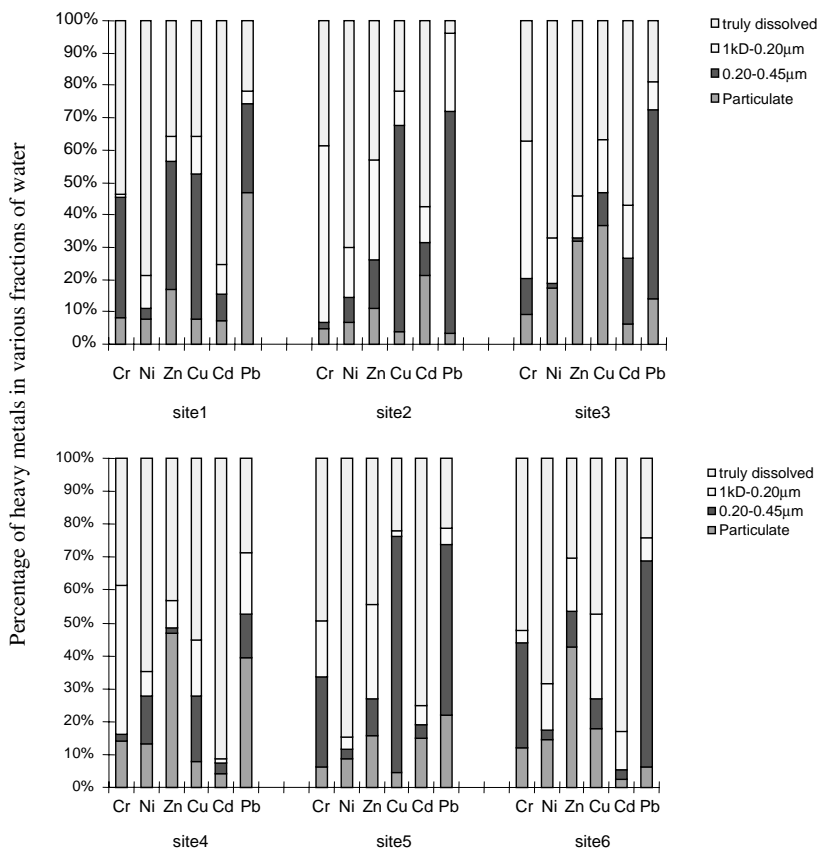 Percentage of heavy metals in various fractions of water
100%
90%
80%
70%
60%
50%
40%
30%
20%
10%
0%
Cr Ni Zn Cu Cd Pb Cr Ni Zn Cu Cd Pb Cr Ni Zn Cu Cd Pb
site1 site2 site3
truly dissolved
1kD-0.20μm
0.20-0.45μm
Particulate
100%
90%
80%
70%
60%
50%
40%
30%
20%
10%
0%
Cr Ni Zn Cu Cd Pb Cr Ni Zn Cu Cd Pb Cr Ni Zn Cu Cd Pb
site4 site5 site6
truly dissolved
1kD-0.20μm
0.20-0.45μm
Particulate